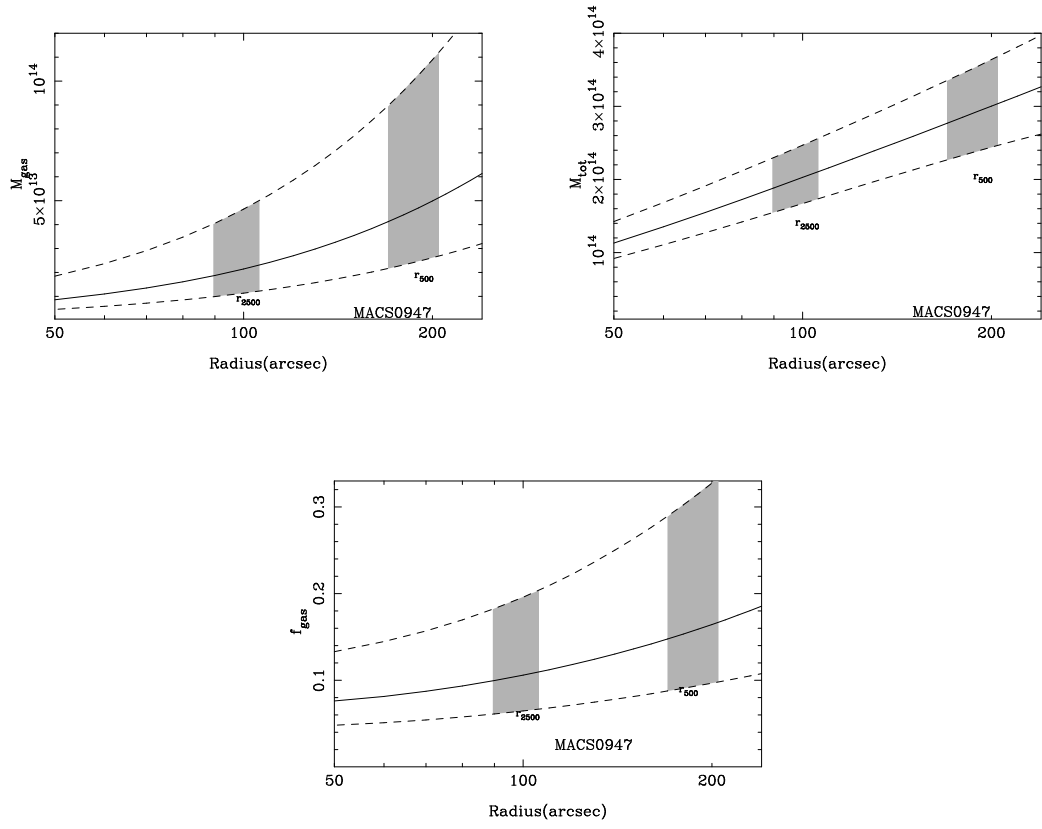 M_gas
10^14
5×10^13
r_2500
r_500
MACS0947
50 100 200
Radius(arcsec)
M_tot
4×10^14
3×10^14
2×10^14
10^14
r_2500
r_500
MACS0947
50 100 200
Radius(arcsec)
f_gas
0.3
0.2
0.1
r_2500
r_500
MACS0947
50 100 200
Radius(arcsec)